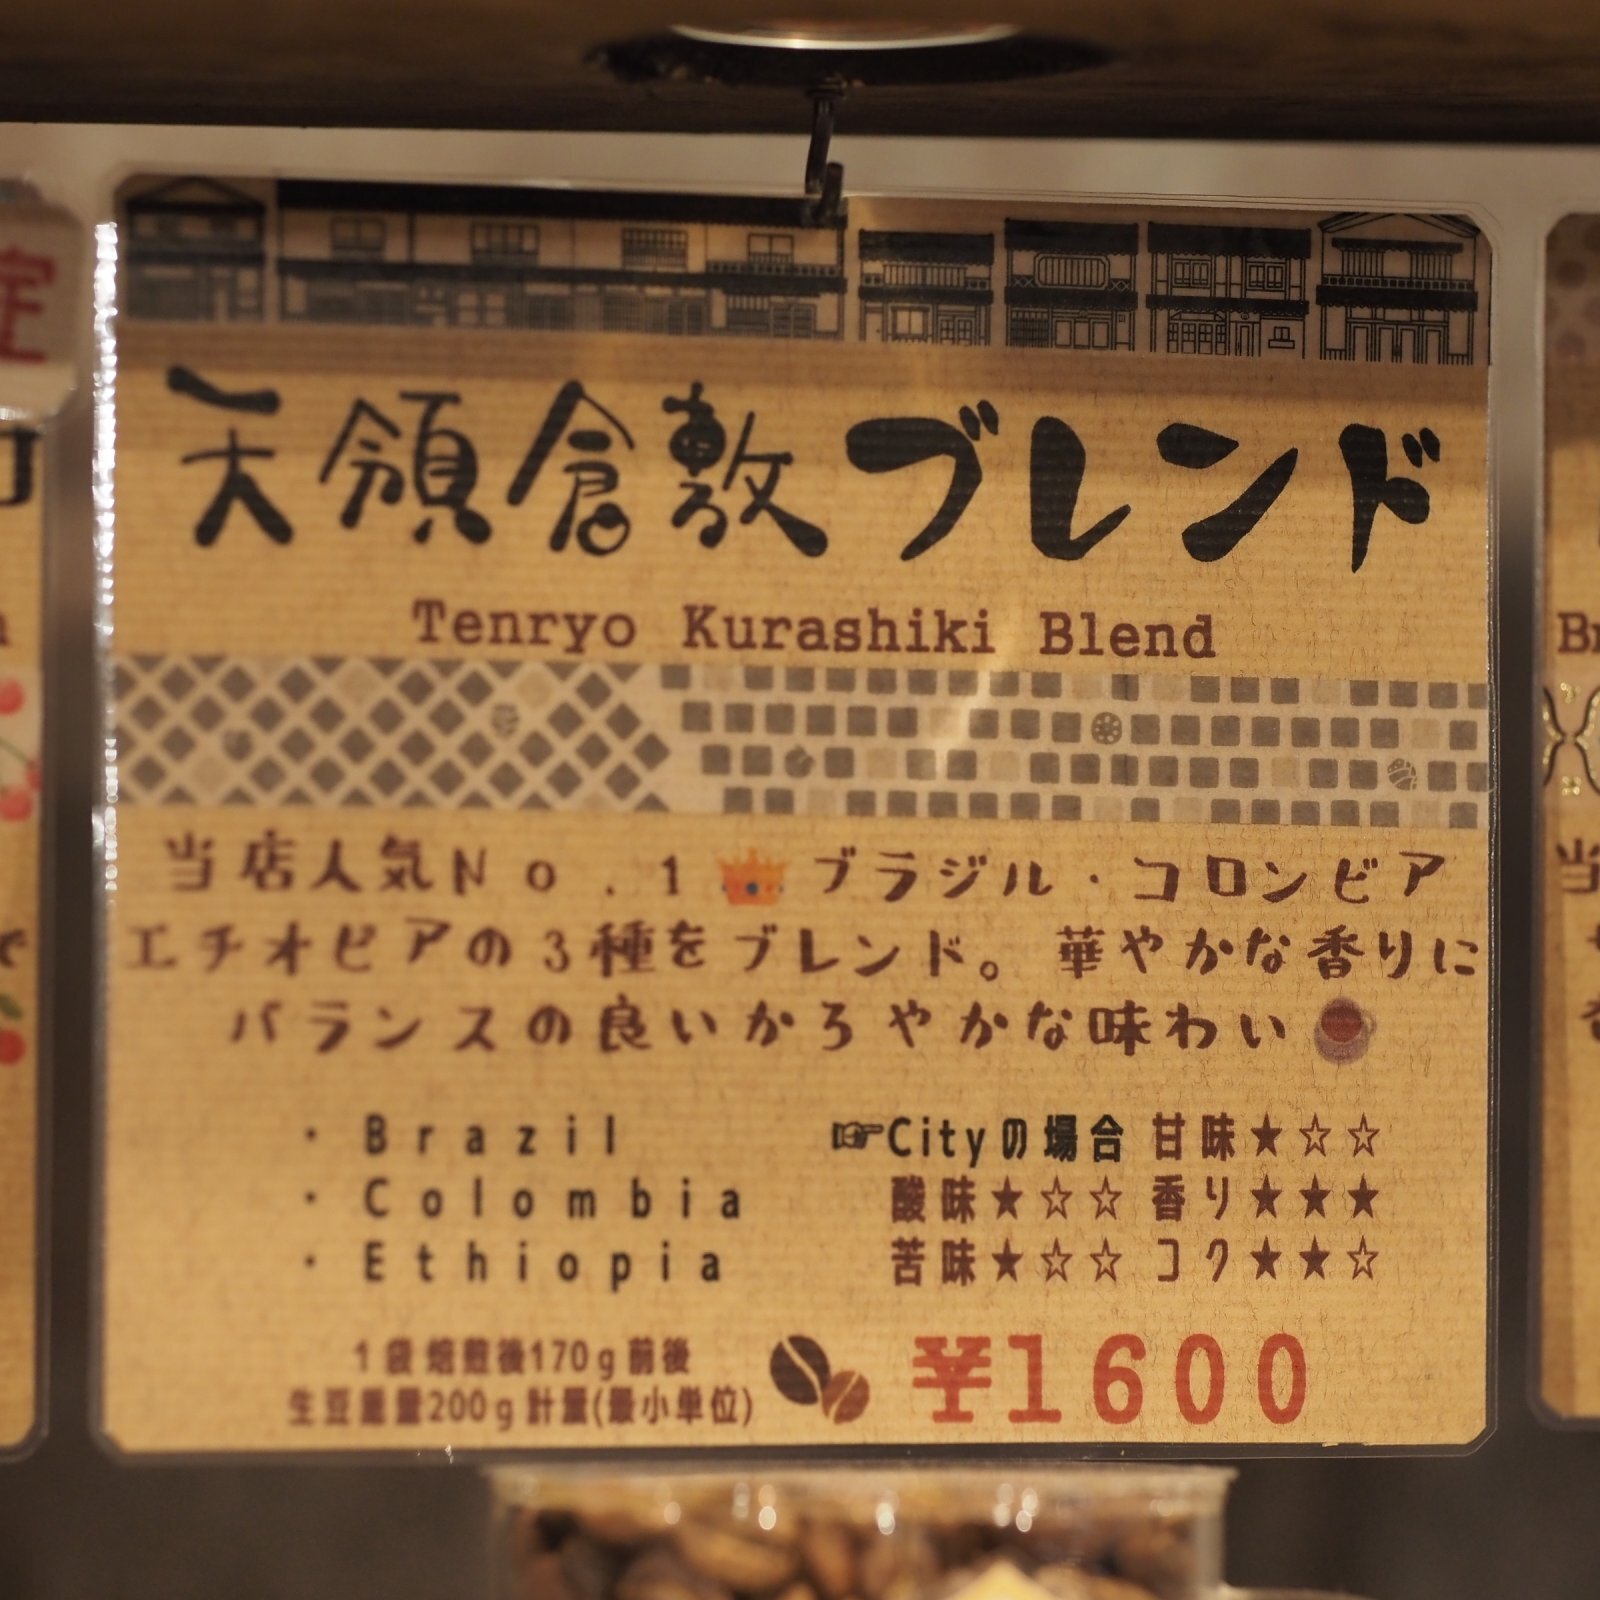 天領倉敷ブレンド
Tenryo Kurashiki Blend
当店人気No.1 ブラジル・コロンビア
エチオピアの3種をブレンド。華やかな香りに
バランスの良いかろやかな味わい
・Brazil
・Colombia
・Ethiopia
☞Cityの場合 甘味★☆☆
酸味★☆☆ 香り★★★
苦味★☆☆ コク★★☆
1袋 焙煎後170g前後
生豆重量200g計量(最小単位)
¥1600
定
Br
当